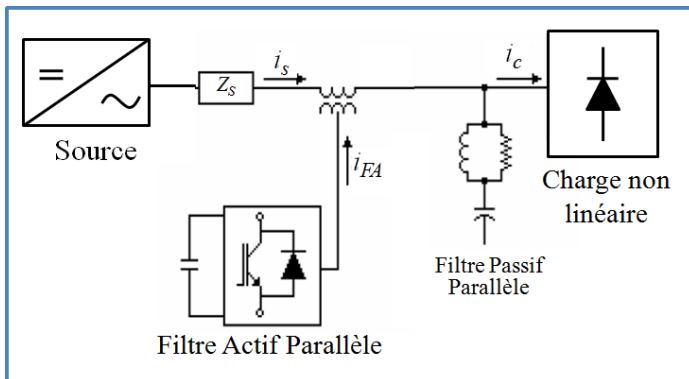 Source
Z_S
i_s
i_c
i_FA
Charge non
linéaire
Filtre Passif
Parallèle
Filtre Actif Parallèle